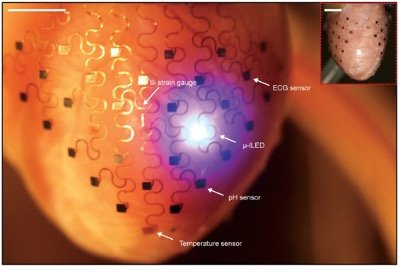 Si strain gauge
ECG sensor
μ-ILED
pH sensor
Temperature sensor